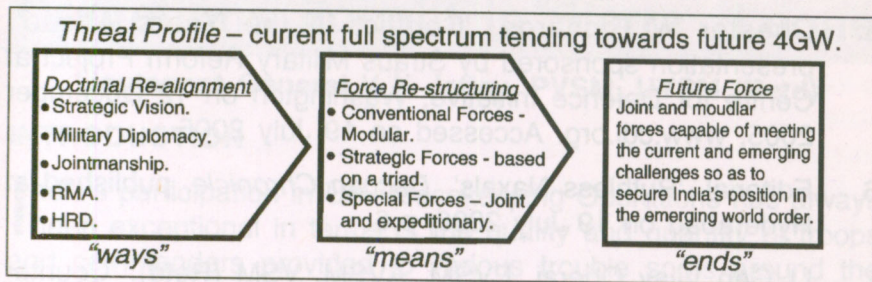 Threat Profile – current full spectrum tending towards future 4GW.
Doctrinal Re-alignment
• Strategic Vision.
• Military Diplomacy.
• Jointmanship.
• RMA.
• HRD.
"ways"
Force Re-structuring
• Conventional Forces -
Modular.
• Strategic Forces - based
on a triad.
• Special Forces – Joint
and expeditionary.
"means"
Future Force
Joint and moudlar
forces capable of meeting
the current and emerging
challenges so as to
support India's position in
the emerging world order.
"ends"